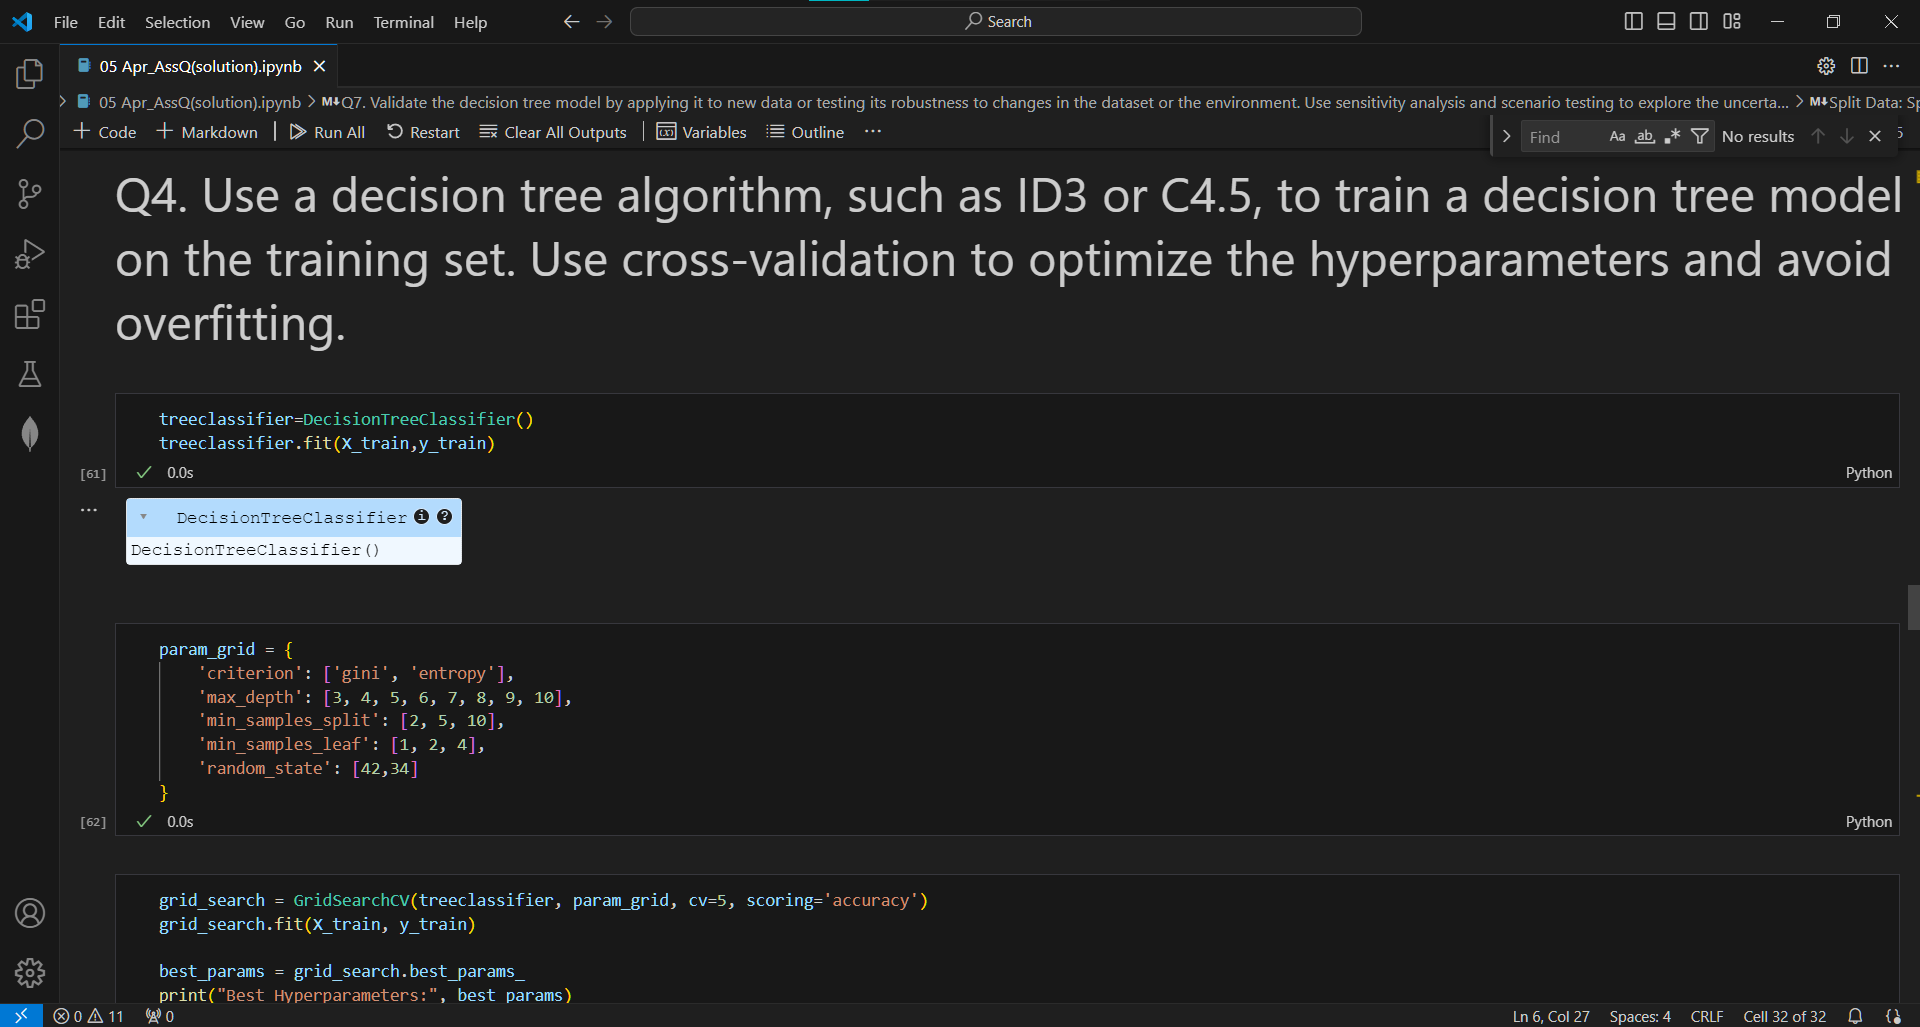 File Edit Selection View Go Run Terminal Help
Search
05 Apr_AssQ(solution).ipynb
05 Apr_AssQ(solution).ipynb > M↓Q7. Validate the decision tree model by applying it to new data or testing its robustness to changes in the dataset or the environment. Use sensitivity analysis and scenario testing to explore the uncerta... > M↓Split Data: Sp
+ Code + Markdown Run All Restart Clear All Outputs Variables Outline ...
Find Aa ab No results
Q4. Use a decision tree algorithm, such as ID3 or C4.5, to train a decision tree model
on the training set. Use cross-validation to optimize the hyperparameters and avoid
overfitting.
treeclassifier=DecisionTreeClassifier()
treeclassifier.fit(X_train,y_train)
[61] 0.0s Python
DecisionTreeClassifier i ?
DecisionTreeClassifier()
param_grid = {
    'criterion': ['gini', 'entropy'],
    'max_depth': [3, 4, 5, 6, 7, 8, 9, 10],
    'min_samples_split': [2, 5, 10],
    'min_samples_leaf': [1, 2, 4],
    'random_state': [42,34]
}
[62] 0.0s Python
grid_search = GridSearchCV(treeclassifier, param_grid, cv=5, scoring='accuracy')
grid_search.fit(X_train, y_train)
best_params = grid_search.best_params_
print("Best Hyperparameters:", best_params)
0 11 0 Ln 6, Col 27 Spaces: 4 CRLF Cell 32 of 32